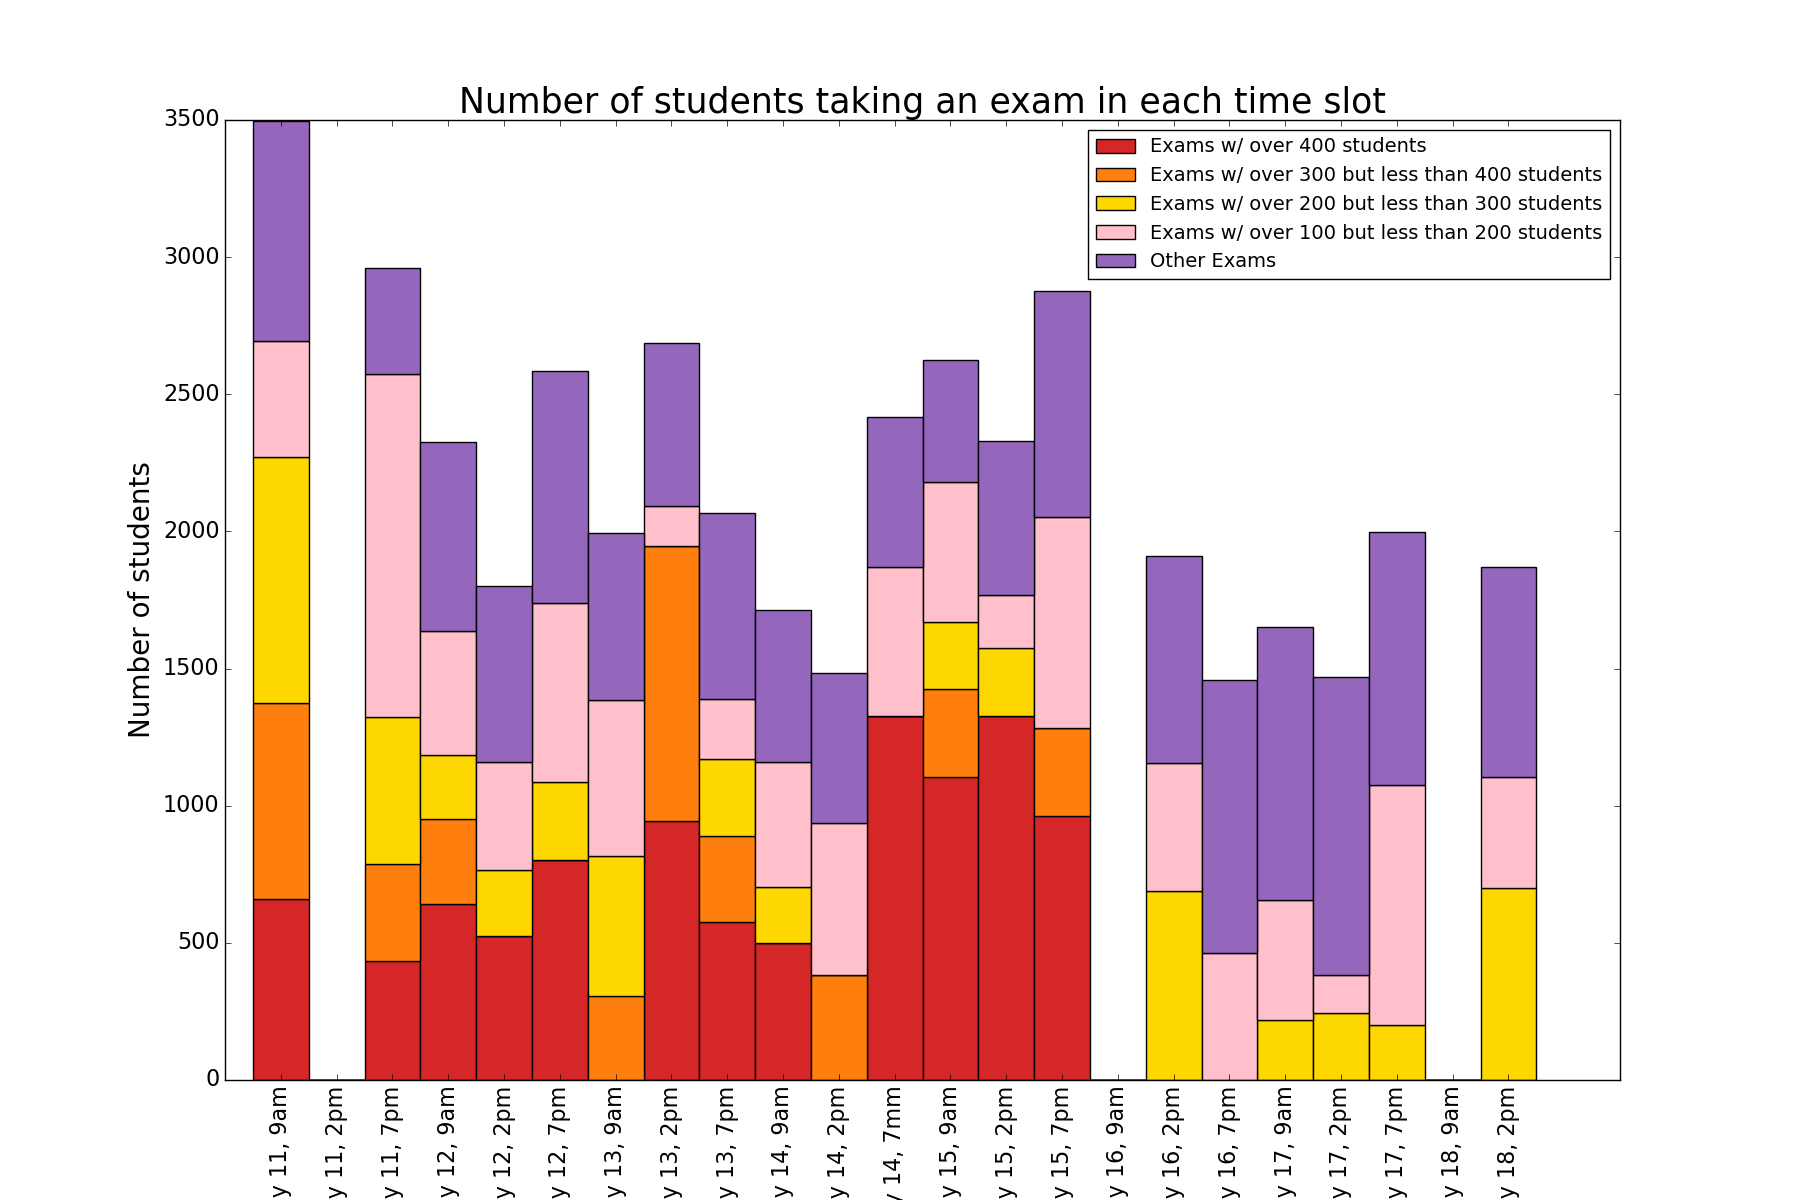 Number of students taking an exam in each time slot
Number of students
3500
3000
2500
2000
1500
1000
500
0
Exams w/ over 400 students
Exams w/ over 300 but less than 400 students
Exams w/ over 200 but less than 300 students
Exams w/ over 100 but less than 200 students
Other Exams
y 11, 9am
y 11, 2pm
y 11, 7pm
y 12, 9am
y 12, 2pm
y 12, 7pm
y 13, 9am
y 13, 2pm
y 13, 7pm
y 14, 9am
y 14, 2pm
y 14, 7mm
y 15, 9am
y 15, 2pm
y 15, 7pm
y 16, 9am
y 16, 2pm
y 16, 7pm
y 17, 9am
y 17, 2pm
y 17, 7pm
y 18, 9am
y 18, 2pm